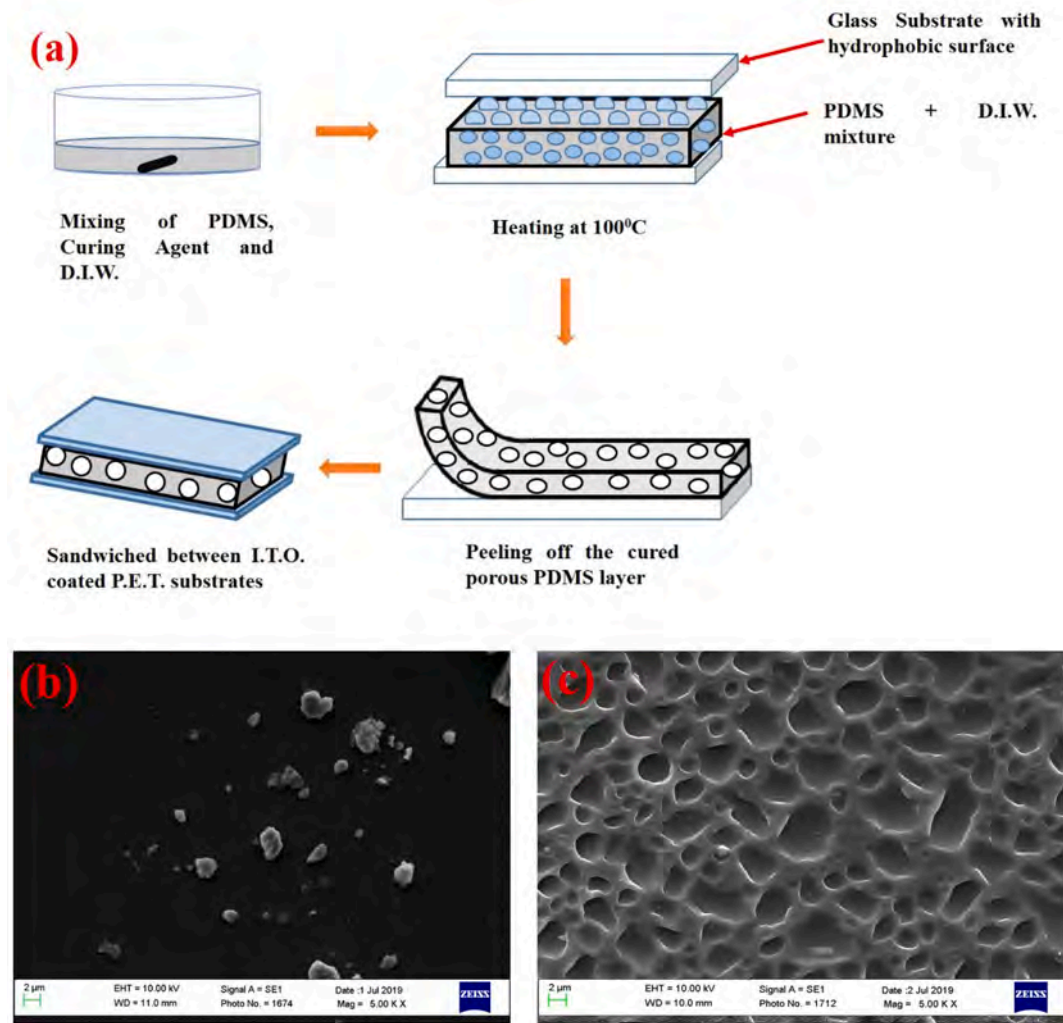 (a)
Glass Substrate with
hydrophobic surface
PDMS + D.I.W.
mixture
Mixing of PDMS,
Curing Agent and
D.I.W.
Heating at 100⁰C
Sandwiched between I.T.O.
coated P.E.T. substrates
Peeling off the cured
porous PDMS layer
(b)
2 µm
EHT = 10.00 kV Signal A = SE1 Date :1 Jul 2019
WD = 11.0 mm Photo No. = 1674 Mag = 5.00 K X
ZEISS
(c)
2 µm
EHT = 10.00 kV Signal A = SE1 Date :2 Jul 2019
WD = 10.0 mm Photo No. = 1712 Mag = 5.00 K X
ZEISS